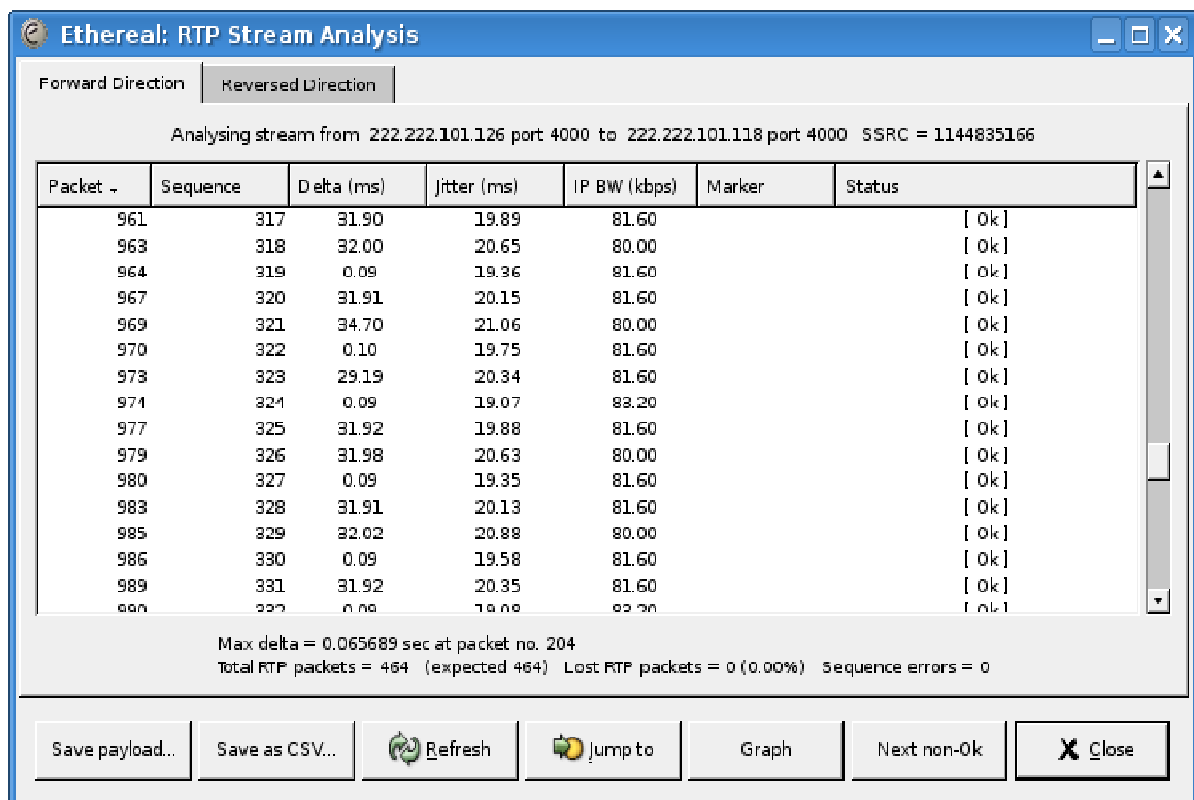 Ethereal: RTP Stream Analysis
Forward Direction Reversed Direction
Analysing stream from 222.222.101.126 port 4000 to 222.222.101.118 port 4000 SSRC = 1144835166
Packet Sequence Delta (ms) Jitter (ms) IP BW (kbps) Marker Status
961 317 31.90 19.89 81.60 [ Ok ]
963 318 32.00 20.65 80.00 [ Ok ]
964 319 0.09 19.36 81.60 [ Ok ]
967 320 31.91 20.15 81.60 [ Ok ]
969 321 34.70 21.06 80.00 [ Ok ]
970 322 0.10 19.75 81.60 [ Ok ]
973 323 29.19 20.34 81.60 [ Ok ]
974 324 0.09 19.07 83.20 [ Ok ]
977 325 31.92 19.88 81.60 [ Ok ]
979 326 31.98 20.63 80.00 [ Ok ]
980 327 0.09 19.35 81.60 [ Ok ]
983 328 31.91 20.13 81.60 [ Ok ]
985 329 32.02 20.88 80.00 [ Ok ]
986 330 0.09 19.58 81.60 [ Ok ]
989 331 31.92 20.35 81.60 [ Ok ]
990 332 0.09 19.08 83.20 [ Ok ]
Max delta = 0.065689 sec at packet no. 204
Total RTP packets = 464 (expected 464) Lost RTP packets = 0 (0.00%) Sequence errors = 0
Save payload... Save as CSV... Refresh Jump to Graph Next non-Ok Close